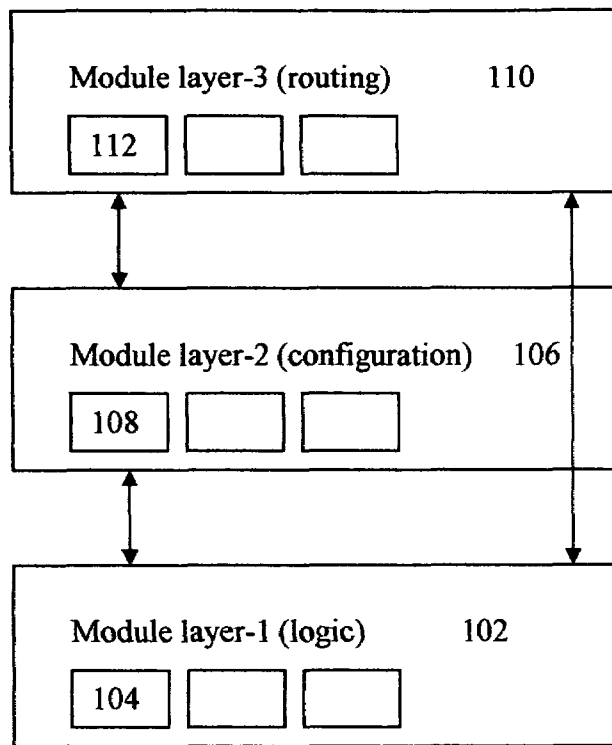 Module layer-3 (routing) 110
112
Module layer-2 (configuration) 106
108
Module layer-1 (logic) 102
104